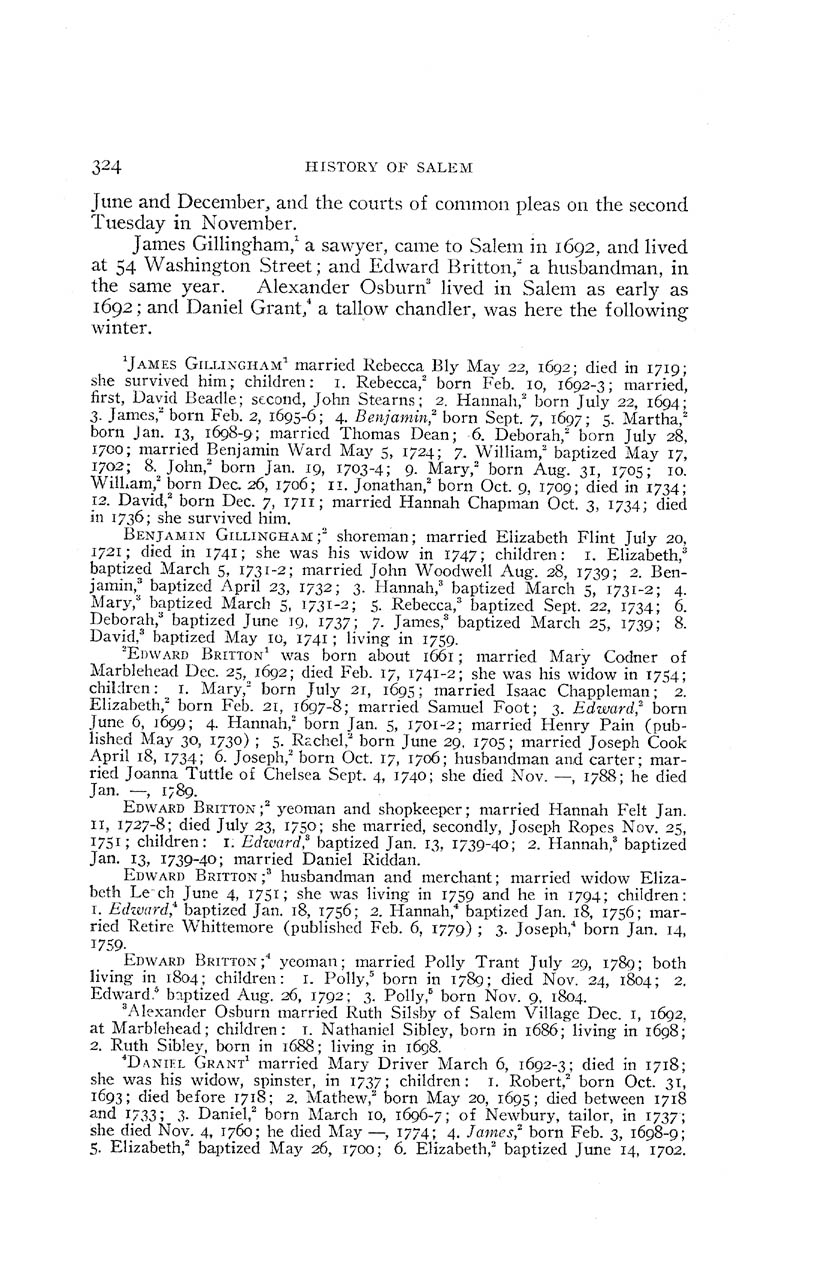 324 HISTORY OF SALEM
June and December, and the courts of common pleas on the second
Tuesday in November.
James Gillingham,¹ a sawyer, came to Salem in 1692, and lived
at 54 Washington Street; and Edward Britton,² a husbandman, in
the same year. Alexander Osburn³ lived in Salem as early as
1692; and Daniel Grant,⁴ a tallow chandler, was here the following
winter.
¹JAMES GILLINGHAM¹ married Rebecca Bly May 22, 1692; died in 1719;
she survived him; children: 1. Rebecca,² born Feb. 10, 1692-3; married,
first, David Beadle; second, John Stearns; 2. Hannah,² born July 22, 1694;
3. James,² born Feb. 2, 1695-6; 4. Benjamin,² born Sept. 7, 1697; 5. Martha,²
born Jan. 13, 1698-9; married Thomas Dean; 6. Deborah,² born July 28,
1700; married Benjamin Ward May 5, 1724; 7. William,² baptized May 17,
1702; 8. John,² born Jan. 19, 1703-4; 9. Mary,² born Aug. 31, 1705; 10.
William,² born Dec. 26, 1706; 11. Jonathan,² born Oct. 9, 1709; died in 1734;
12. David,² born Dec. 7, 1711; married Hannah Chapman Oct. 3, 1734; died
in 1736; she survived him.
BENJAMIN GILLINGHAM;² shoreman; married Elizabeth Flint July 20,
1721; died in 1741; she was his widow in 1747; children: 1. Elizabeth,³
baptized March 5, 1731-2; married John Woodwell Aug. 28, 1739; 2. Ben-
jamin,³ baptized April 23, 1732; 3. Hannah,³ baptized March 5, 1731-2; 4.
Mary,³ baptized March 5, 1731-2; 5. Rebecca,³ baptized Sept. 22, 1734; 6.
Deborah,³ baptized June 19, 1737; 7. James,³ baptized March 25, 1739; 8.
David,³ baptized May 10, 1741; living in 1759.
²EDWARD BRITTON¹ was born about 1661; married Mary Codner of
Marblehead Dec. 25, 1692; died Feb. 17, 1741-2; she was his widow in 1754;
children: 1. Mary,² born July 21, 1695; married Isaac Chappleman; 2.
Elizabeth,² born Feb. 21, 1697-8; married Samuel Foot; 3. Edward,² born
June 6, 1699; 4. Hannah,² born Jan. 5, 1701-2; married Henry Pain (pub-
lished May 30, 1730); 5. Rachel,² born June 29, 1705; married Joseph Cook
April 18, 1734; 6. Joseph,² born Oct. 17, 1706; husbandman and carter; mar-
ried Joanna Tuttle of Chelsea Sept. 4, 1740; she died Nov. —, 1788; he died
Jan. —, 1789.
EDWARD BRITTON;² yeoman and shopkeeper; married Hannah Felt Jan.
11, 1727-8; died July 23, 1750; she married, secondly, Joseph Ropes Nov. 25,
1751; children: 1. Edward,³ baptized Jan. 13, 1739-40; 2. Hannah,³ baptized
Jan. 13, 1739-40; married Daniel Riddan.
EDWARD BRITTON;³ husbandman and merchant; married widow Eliza-
beth Le ch June 4, 1751; she was living in 1759 and he in 1794; children:
1. Edward,⁴ baptized Jan. 18, 1756; 2. Hannah,⁴ baptized Jan. 18, 1756; mar-
ried Retire Whittemore (published Feb. 6, 1779); 3. Joseph,⁴ born Jan. 14,
1759.
EDWARD BRITTON;⁴ yeoman; married Polly Trant July 29, 1789; both
living in 1804; children: 1. Polly,⁵ born in 1789; died Nov. 24, 1804; 2.
Edward.⁵ baptized Aug. 26, 1792; 3. Polly,⁵ born Nov. 9, 1804.
³Alexander Osburn married Ruth Silsby of Salem Village Dec. 1, 1692,
at Marblehead; children: 1. Nathaniel Sibley, born in 1686; living in 1698;
2. Ruth Sibley, born in 1688; living in 1698.
⁴DANIEL GRANT¹ married Mary Driver March 6, 1692-3; died in 1718;
she was his widow, spinster, in 1737; children: 1. Robert,² born Oct. 31,
1693; died before 1718; 2. Mathew,² born May 20, 1695; died between 1718
and 1733; 3. Daniel,² born March 10, 1696-7; of Newbury, tailor, in 1737;
she died Nov. 4, 1760; he died May —, 1774; 4. James,² born Feb. 3, 1698-9;
5. Elizabeth,² baptized May 26, 1700; 6. Elizabeth,² baptized June 14, 1702.